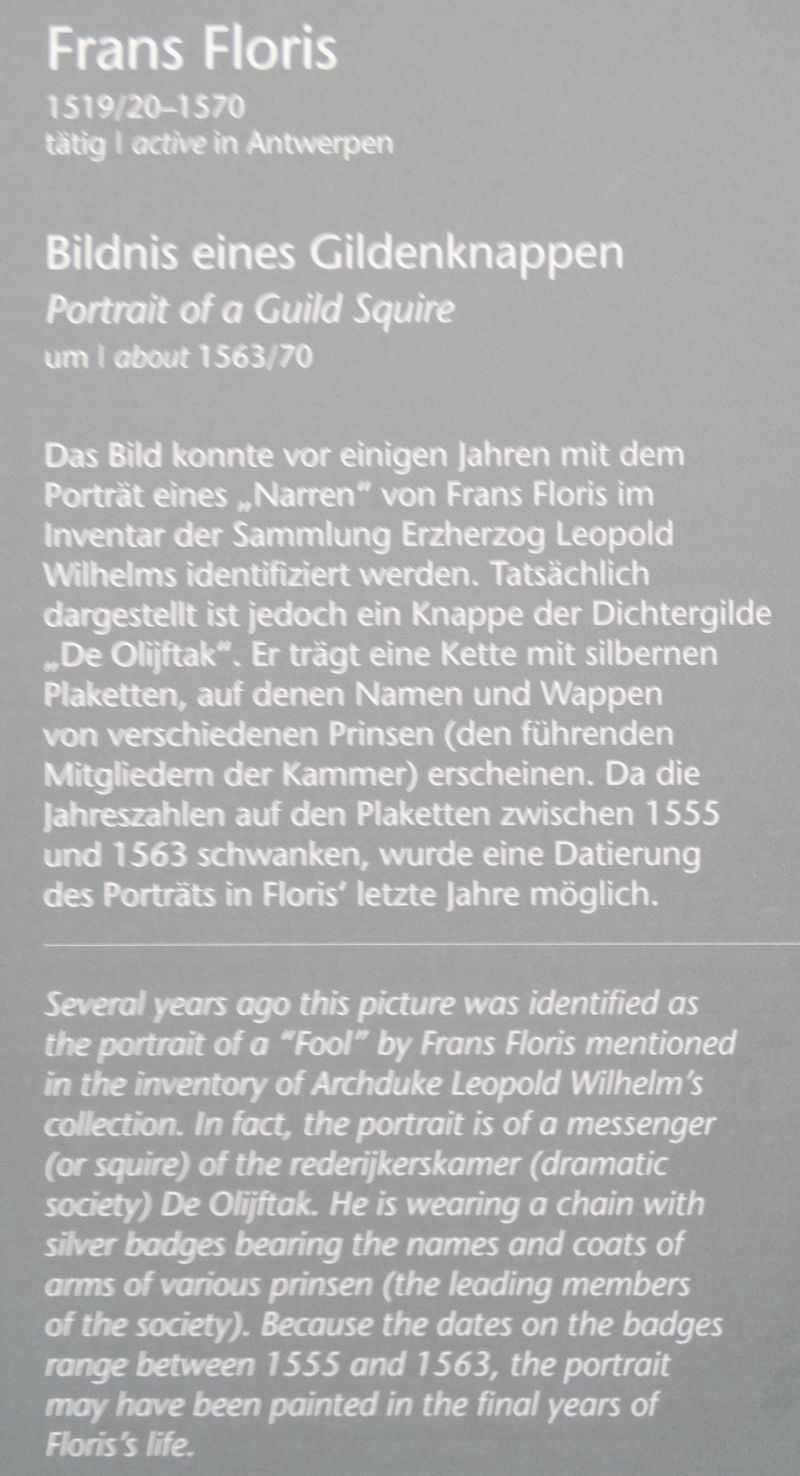 Frans Floris
1519/20–1570
tätig | active in Antwerpen
Bildnis eines Gildenknappen
Portrait of a Guild Squire
um | about 1563/70
Das Bild konnte vor einigen Jahren mit dem
Porträt eines „Narren“ von Frans Floris im
Inventar der Sammlung Erzherzog Leopold
Wilhelms identifiziert werden. Tatsächlich
dargestellt ist jedoch ein Knappe der Dichtergilde
„De Olijftak“. Er trägt eine Kette mit silbernen
Plaketten, auf denen Namen und Wappen
von verschiedenen Prinsen (den führenden
Mitgliedern der Kammer) erscheinen. Da die
Jahreszahlen auf den Plaketten zwischen 1555
und 1563 schwanken, wurde eine Datierung
des Porträts in Floris‘ letzte Jahre möglich.
Several years ago this picture was identified as
the portrait of a “Fool” by Frans Floris mentioned
in the inventory of Archduke Leopold Wilhelm’s
collection. In fact, the portrait is of a messenger
(or squire) of the rederijkerskamer (dramatic
society) De Olijftak. He is wearing a chain with
silver badges bearing the names and coats of
arms of various prinsen (the leading members
of the society). Because the dates on the badges
range between 1555 and 1563, the portrait
may have been painted in the final years of
Floris’s life.